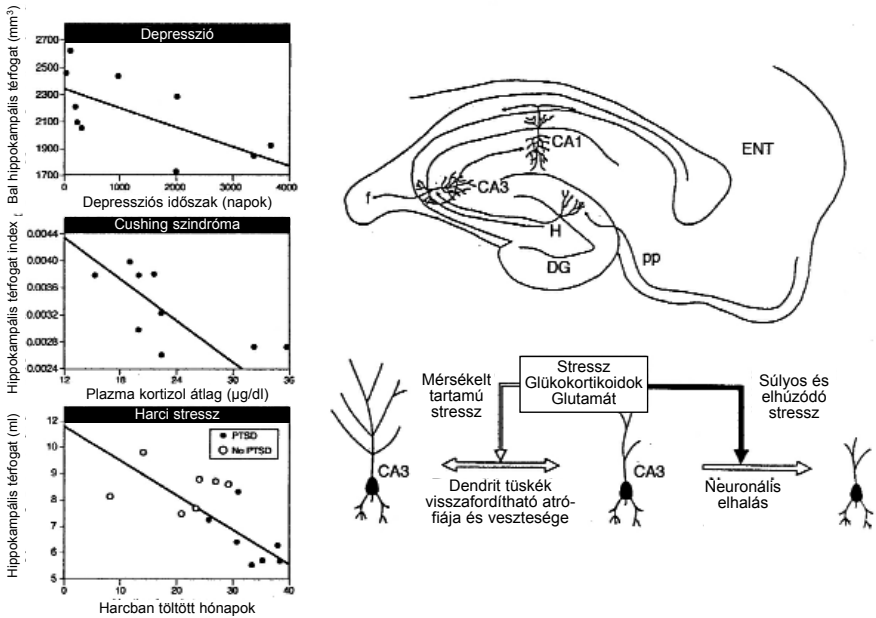 Depresszió
Bal hippokampális térfogat (mm³)
2700
2500
2300
2100
1900
1700
0 1000 2000 3000 4000
Depressziós időszak (napok)
Cushing szindróma
Hippokampális térfogat index
0.0044
0.0040
0.0036
0.0032
0.0028
0.0024
12 18 24 30 36
Plazma kortizol átlag (µg/dl)
Harci stressz
Hippokampális térfogat (ml)
12
11
10
9
8
7
6
5
PTSD
No PTSD
0 10 20 30 40
Harcban töltött hónapok
CA1
ENT
CA3
f
H
DG
pp
Stressz
Glükokortikoidok
Glutamát
Mérsékelt
tartamú
stressz
Súlyos és
elhúzódó
stressz
CA3
CA3
Dendrit tüskék
visszafordítható atró-
fiája és vesztesége
Neuronális
elhalás